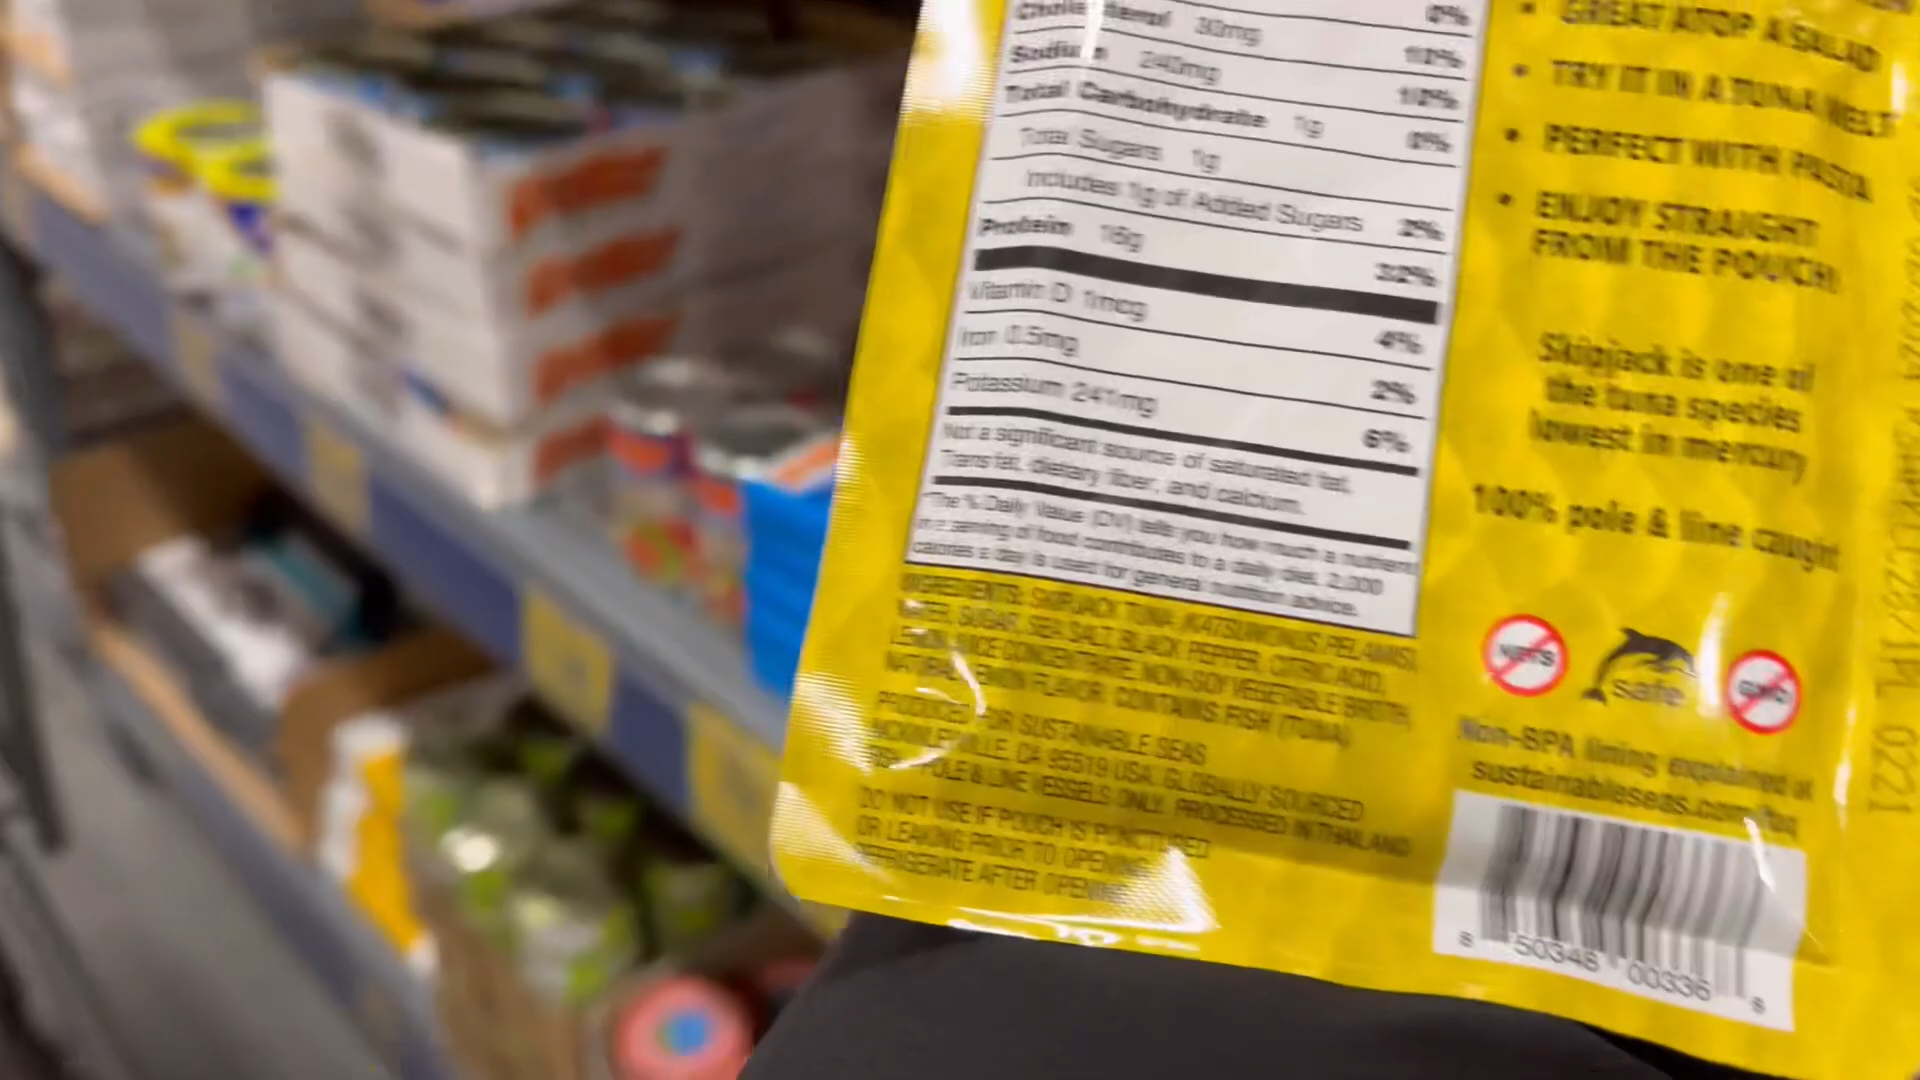 Cholesterol 30mg 10%
Sodium 240mg 10%
Total Carbohydrate 1g 0%
Total Sugars 1g
Includes 1g of Added Sugars 2%
Protein 16g 32%
Vitamin D 1mcg 4%
Iron 0.5mg 2%
Potassium 241mg 6%
Not a significant source of saturated fat,
Trans fat, dietary fiber, and calcium.
*The % Daily Value (DV) tells you how much a nutrient
in a serving of food contributes to a daily diet. 2,000
calories a day is used for general nutrition advice.
INGREDIENTS: SKIPJACK TUNA (KATSUWONUS PELAMIS),
WATER, SUGAR, SEA SALT, BLACK PEPPER, CITRIC ACID,
LEMON JUICE CONCENTRATE, NON-SOY VEGETABLE BROTH,
NATURAL LEMON FLAVOR. CONTAINS FISH (TUNA)
PRODUCED FOR SUSTAINABLE SEAS
CA 95519 USA. GLOBALLY SOURCED
POLE & LINE VESSELS ONLY. PROCESSED IN THAILAND
DO NOT USE IF POUCH IS PUNCTURED
OR LEAKING PRIOR TO OPENING
REFRIGERATE AFTER OPENING
• GREAT ATOP A SALAD
• TRY IT IN A TUNA MELT
• PERFECT WITH PASTA
• ENJOY STRAIGHT
FROM THE POUCH!
Skipjack is one of
the tuna species
lowest in mercury
100% pole & line caught
NETS safe GMO
Non-BPA lining explained at
sustainableseas.com/faq
8 50348 00336 8